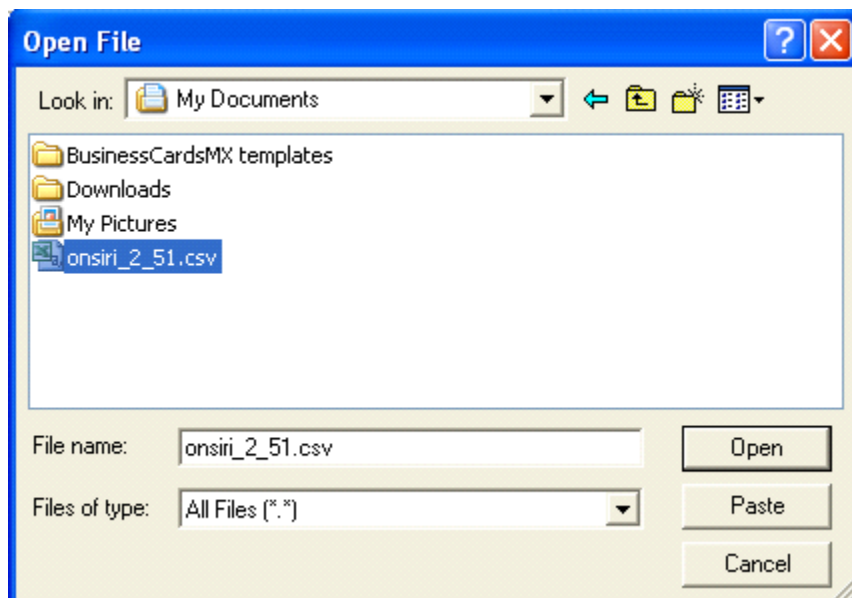 Open File
Look in: My Documents
BusinessCardsMX templates
Downloads
My Pictures
onsiri_2_51.csv
File name: onsiri_2_51.csv Open
Files of type: All Files (*.*) Paste
Cancel